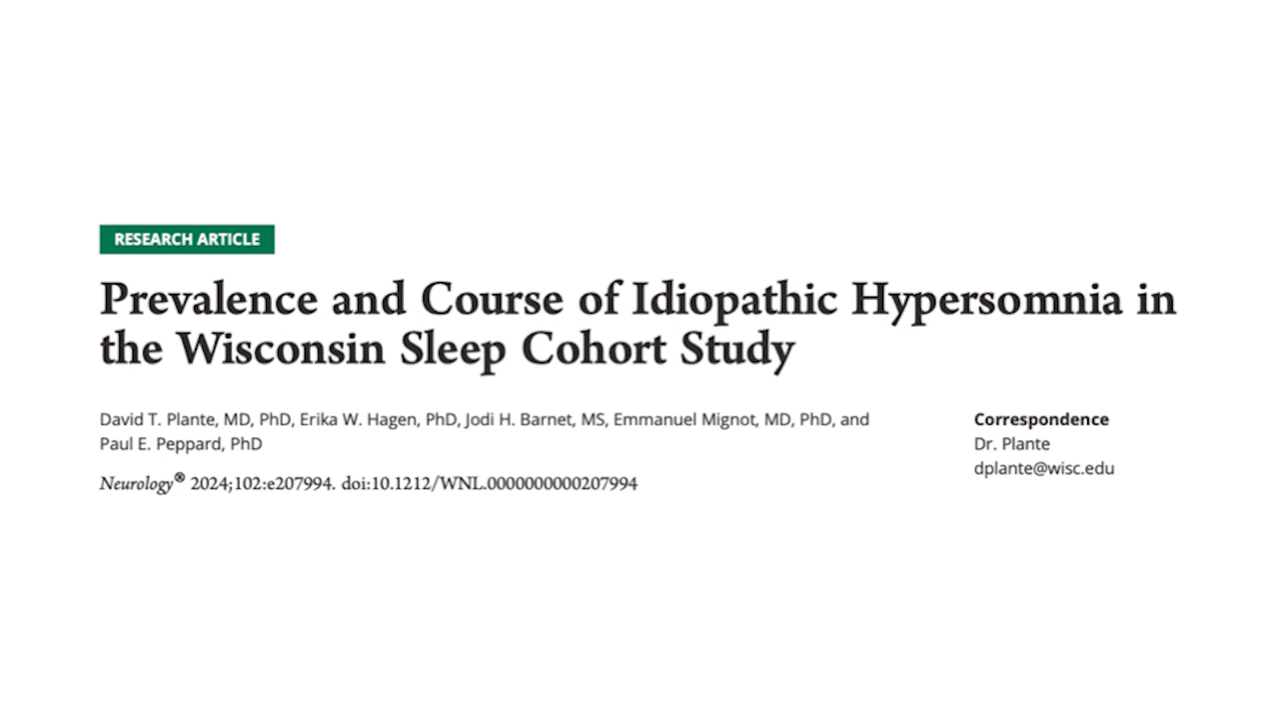 RESEARCH ARTICLE
Prevalence and Course of Idiopathic Hypersomnia in
the Wisconsin Sleep Cohort Study
David T. Plante, MD, PhD, Erika W. Hagen, PhD, Jodi H. Barnet, MS, Emmanuel Mignot, MD, PhD, and
Paul E. Peppard, PhD
Neurology® 2024;102:e207994. doi:10.1212/WNL.0000000000207994
Correspondence
Dr. Plante
dplante@wisc.edu